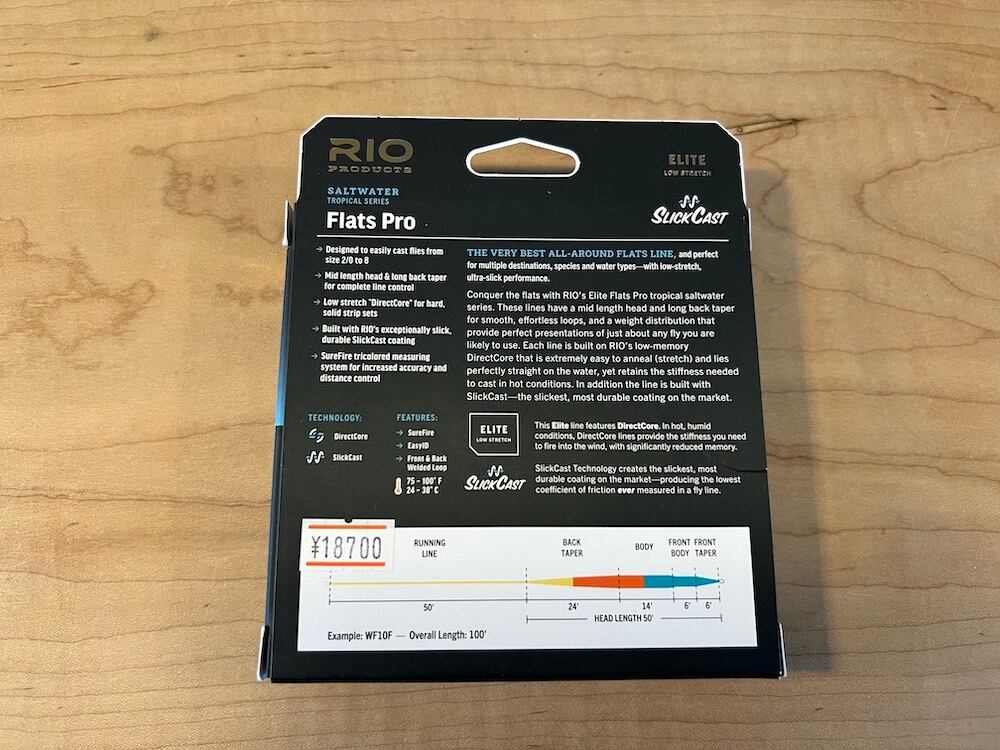 RIO
PRODUCTS
ELITE
LOW STRETCH
SALTWATER
TROPICAL SERIES
Flats Pro
SLICKCAST
→ Designed to easily cast flies from
size 2/0 to 8
→ Mid length head & long back taper
for complete line control
→ Low stretch "DirectCore" for hard,
solid strip sets
→ Built with RIO's exceptionally slick,
durable SlickCast coating
→ SureFire tricolored measuring
system for increased accuracy and
distance control
THE VERY BEST ALL-AROUND FLATS LINE, and perfect
for multiple destinations, species and water types—with low-stretch,
ultra-slick performance.
Conquer the flats with RIO's Elite Flats Pro tropical saltwater
series. These lines have a mid length head and long back taper
for smooth, effortless loops, and a weight distribution that
provide perfect presentations of just about any fly you are
likely to use. Each line is built on RIO's low-memory
DirectCore that is extremely easy to anneal (stretch) and lies
perfectly straight on the water, yet retains the stiffness needed
to cast in hot conditions. In addition the line is built with
SlickCast—the slickest, most durable coating on the market.
TECHNOLOGY:
DirectCore
SlickCast
FEATURES:
→ SureFire
→ EasyID
→ Front & Back
Welded Loop
75 - 100° F
24 - 38° C
ELITE
LOW STRETCH
This Elite line features DirectCore. In hot, humid
conditions, DirectCore lines provide the stiffness you need
to fire into the wind, with significantly reduced memory.
SLICKCAST
SlickCast Technology creates the slickest, most
durable coating on the market—producing the lowest
coefficient of friction ever measured in a fly line.
¥18700
RUNNING
LINE
BACK
TAPER
BODY
FRONT
BODY
FRONT
TAPER
50'
24'
14'
6'
6'
HEAD LENGTH 50'
Example: WF10F — Overall Length: 100'